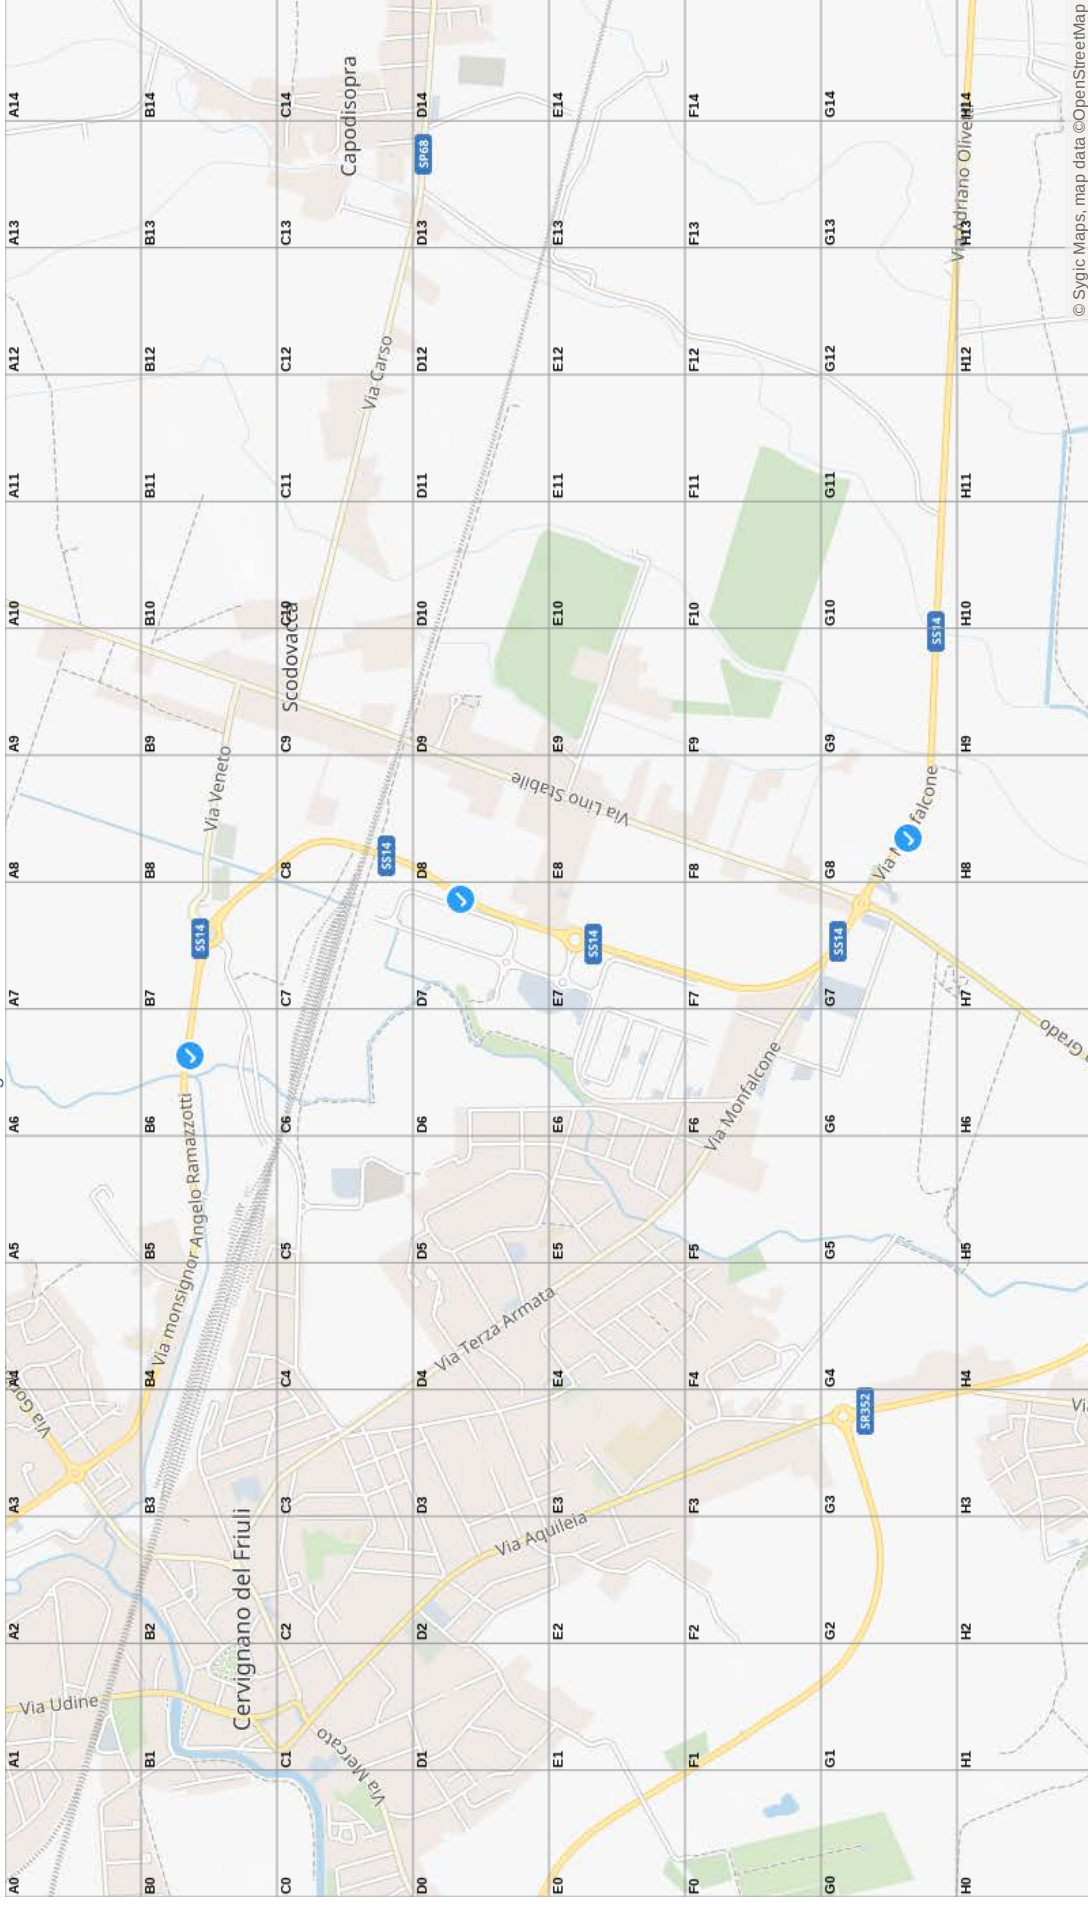 A0 A1 A2 A3 A4 A5 A6 A7 A8 A9 A10 A11 A12 A13 A14
Via Udine
B0 B1 B2 B3 B4 B5 B6 B7 B8 B9 B10 B11 B12 B13 B14
Via monsignor Angelo Ramazzotti
SS14
Via Veneto
Cervignano del Friuli
C0 C1 C2 C3 C4 C5 C6 C7 C8 C9 C10 C11 C12 C13 C14
Scodovacca
Capodisopra
Via Mercato
Via Carso
SS14
D0 D1 D2 D3 D4 D5 D6 D7 D8 D9 D10 D11 D12 D13 D14
SP68
Via Terza Armata
Via Aquileia
Via Lino Stabile
E0 E1 E2 E3 E4 E5 E6 E7 E8 E9 E10 E11 E12 E13 E14
SS14
F0 F1 F2 F3 F4 F5 F6 F7 F8 F9 F10 F11 F12 F13 F14
Via Monfalcone
G0 G1 G2 G3 G4 G5 G6 G7 G8 G9 G10 G11 G12 G13 G14
SS14
SR352
Via
falcone
SS14
Via Adriano Olivetti
H0 H1 H2 H3 H4 H5 H6 H7 H8 H9 H10 H11 H12 H13 H14
Grado
© Sygic Maps, map data ©OpenStreetMap